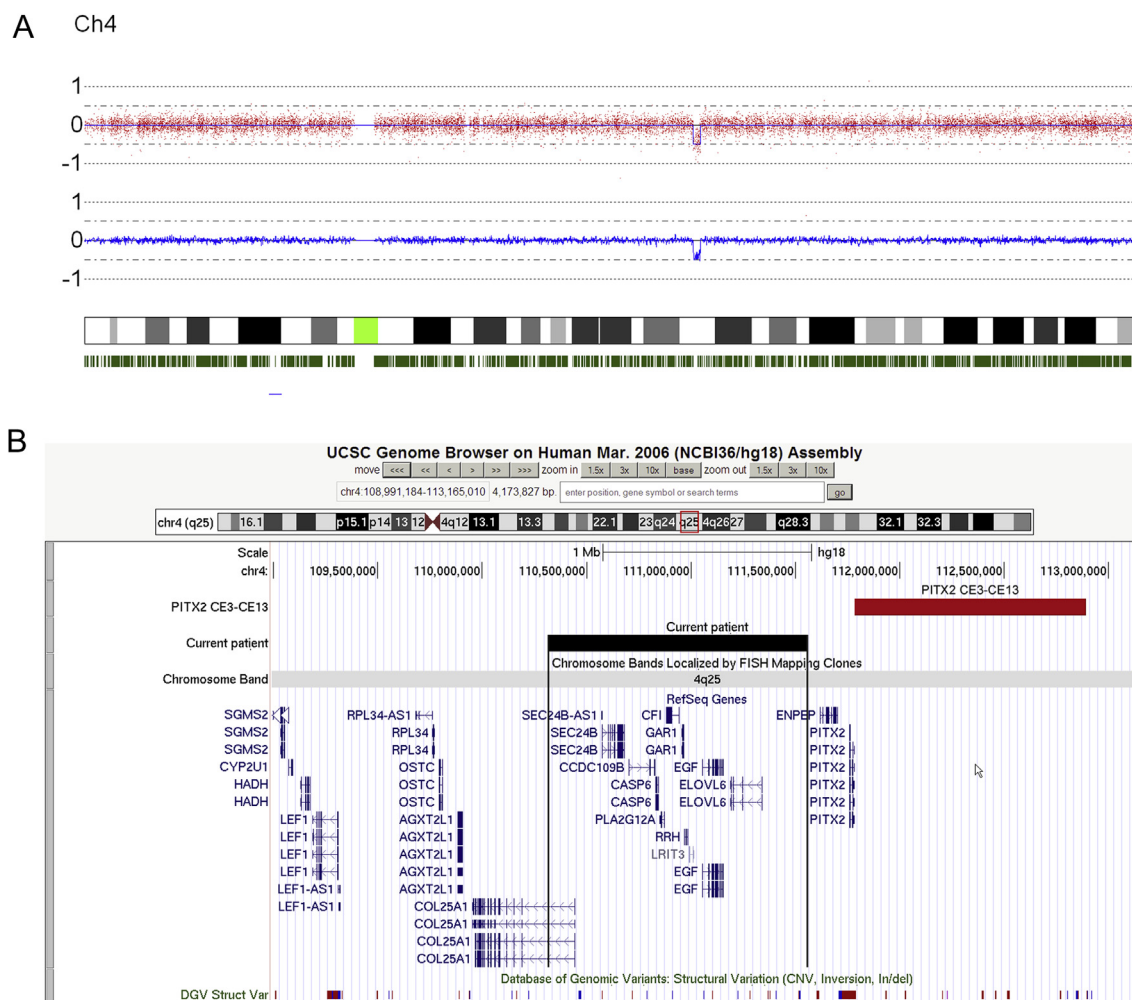 A Ch4
1
0
-1
1
0
-1
B
UCSC Genome Browser on Human Mar. 2006 (NCBI36/hg18) Assembly
move <<< << < > >> >>> zoom in 1.5x 3x 10x base zoom out 1.5x 3x 10x
chr4:108,991,184-113,165,010 4,173,827 bp. enter position, gene symbol or search terms go
chr4 (q25) 16.1 p15.1 p14 13 12 4q12 13.1 13.3 22.1 23 q24 q25 4q26 27 q28.3 32.1 32.3
Scale 1 Mb hg18
chr4: 109,500,000 110,000,000 110,500,000 111,000,000 111,500,000 112,000,000 112,500,000 113,000,000
PITX2 CE3-CE13
PITX2 CE3-CE13
Current patient
Current patient
Chromosome Bands Localized by FISH Mapping Clones
Chromosome Band 4q25
RefSeq Genes
SGMS2 RPL34-AS1 SEC24B-AS1 CFI ENPEP
SGMS2 RPL34 SEC24B GAR1 PITX2
SGMS2 RPL34 SEC24B GAR1 PITX2
CYP2U1 OSTC CCDC109B EGF PITX2
HADH OSTC CASP6 ELOVL6 PITX2
HADH OSTC CASP6 ELOVL6 PITX2
LEF1 AGXT2L1 PLA2G12A PITX2
LEF1 AGXT2L1 RRH
LEF1 AGXT2L1 LRIT3
LEF1 AGXT2L1 EGF
LEF1-AS1 AGXT2L1 EGF
LEF1-AS1 COL25A1
COL25A1
COL25A1
COL25A1
Database of Genomic Variants: Structural Variation (CNV, Inversion, In/del)
DGV Struct Var